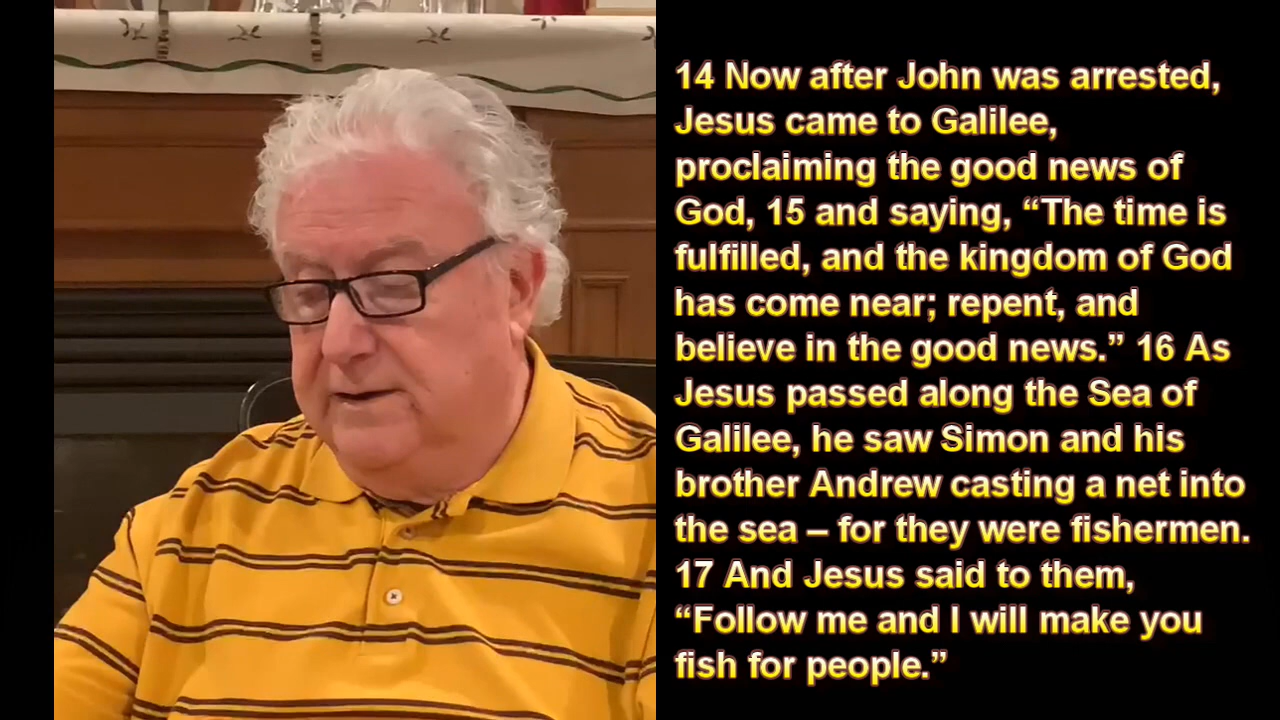 14 Now after John was arrested,
Jesus came to Galilee,
proclaiming the good news of
God, 15 and saying, “The time is
fulfilled, and the kingdom of God
has come near; repent, and
believe in the good news.” 16 As
Jesus passed along the Sea of
Galilee, he saw Simon and his
brother Andrew casting a net into
the sea – for they were fishermen.
17 And Jesus said to them,
“Follow me and I will make you
fish for people.”